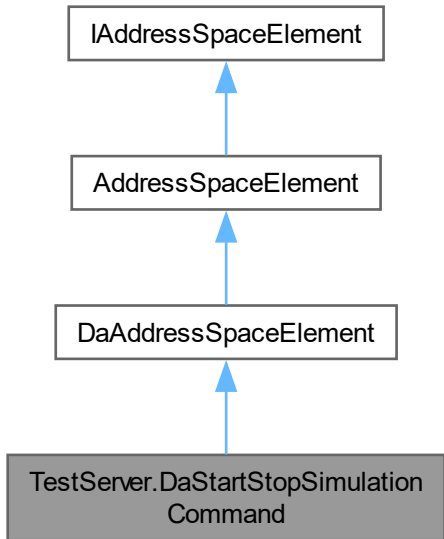 IAddressSpaceElement
AddressSpaceElement
DaAddressSpaceElement
TestServer.DaStartStopSimulation
Command